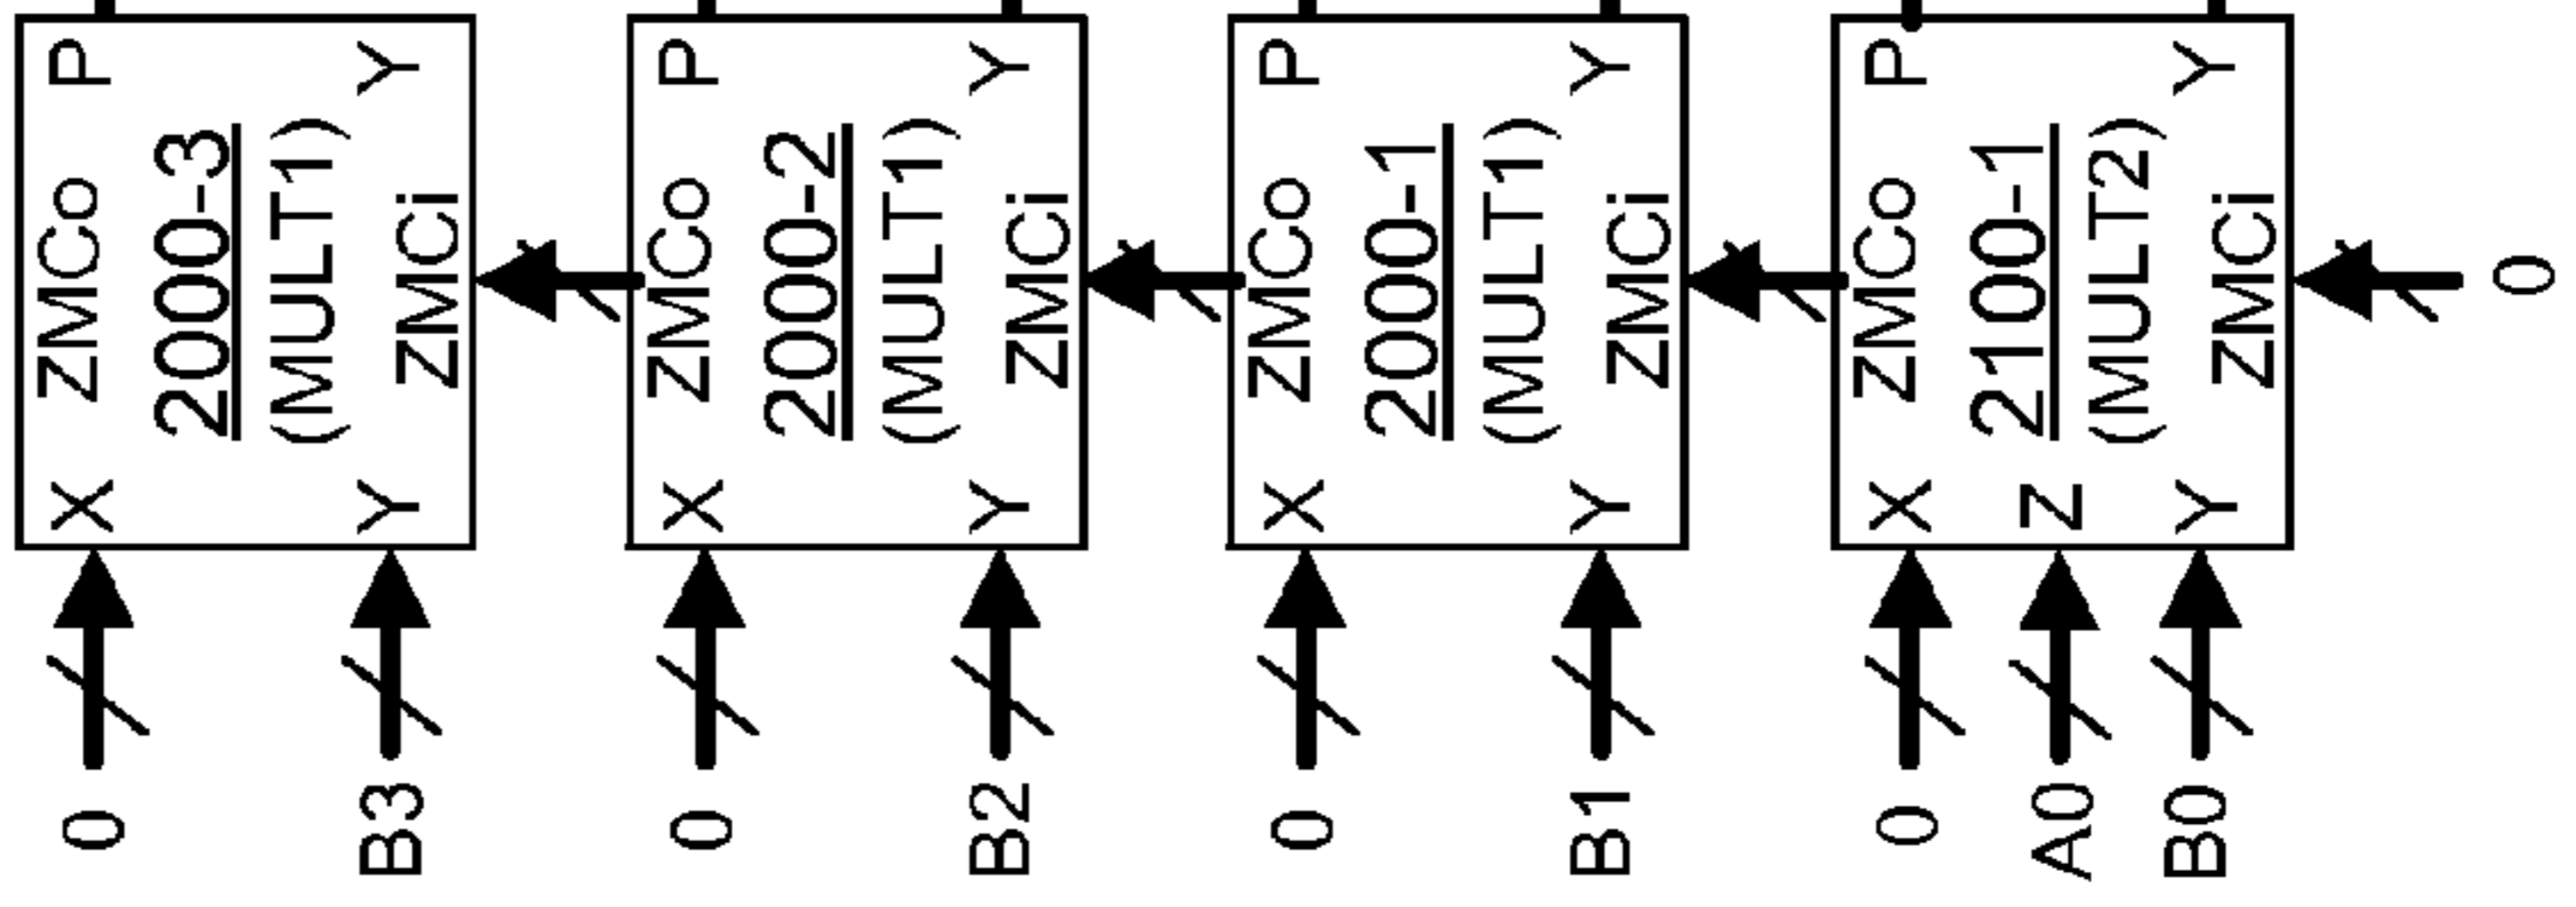 0 X ZMCo P
2000-3
(MULT1)
B3 Y Y
ZMCi
0 X ZMCo P
2000-2
(MULT1)
B2 Y Y
ZMCi
0 X ZMCo P
2000-1
(MULT1)
B1 Y Y
ZMCi
0 X ZMCo P
2100-1
A0 Z
(MULT2)
B0 Y Y
ZMCi
0